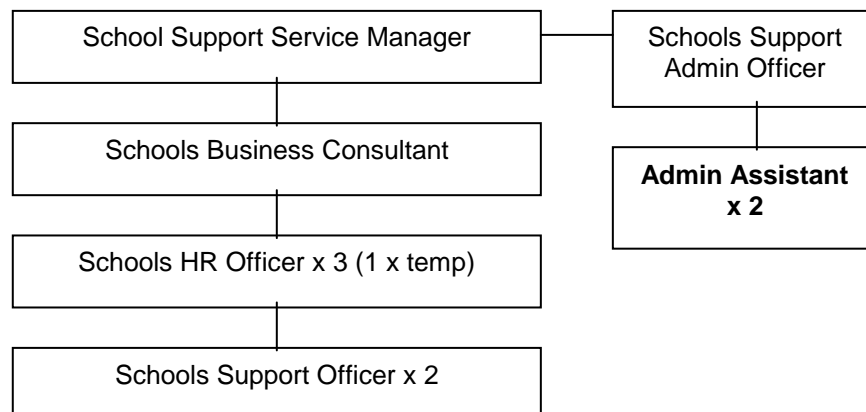 School Support Service Manager
Schools Support
Admin Officer
Schools Business Consultant
Admin Assistant
x 2
Schools HR Officer x 3 (1 x temp)
Schools Support Officer x 2